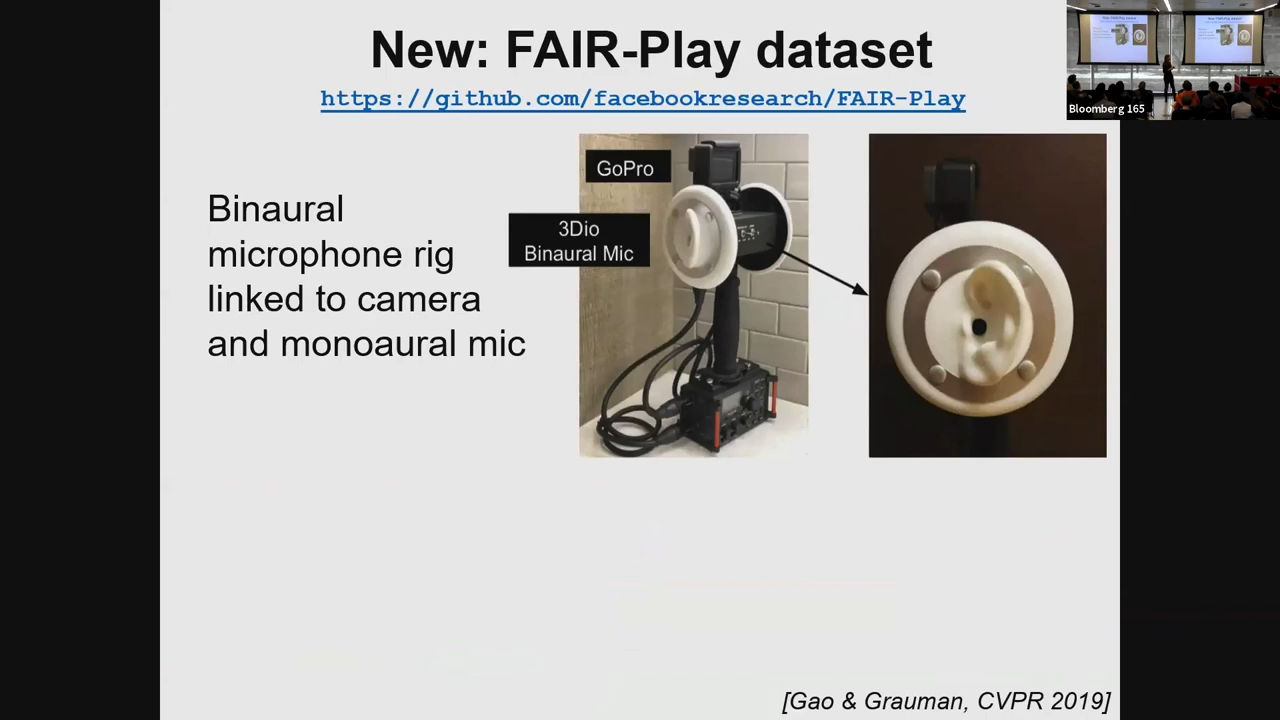 New: FAIR-Play dataset
https://github.com/facebookresearch/FAIR-Play
Bloomberg 165
GoPro
3Dio
Binaural Mic
Binaural
microphone rig
linked to camera
and monoaural mic
[Gao & Grauman, CVPR 2019]